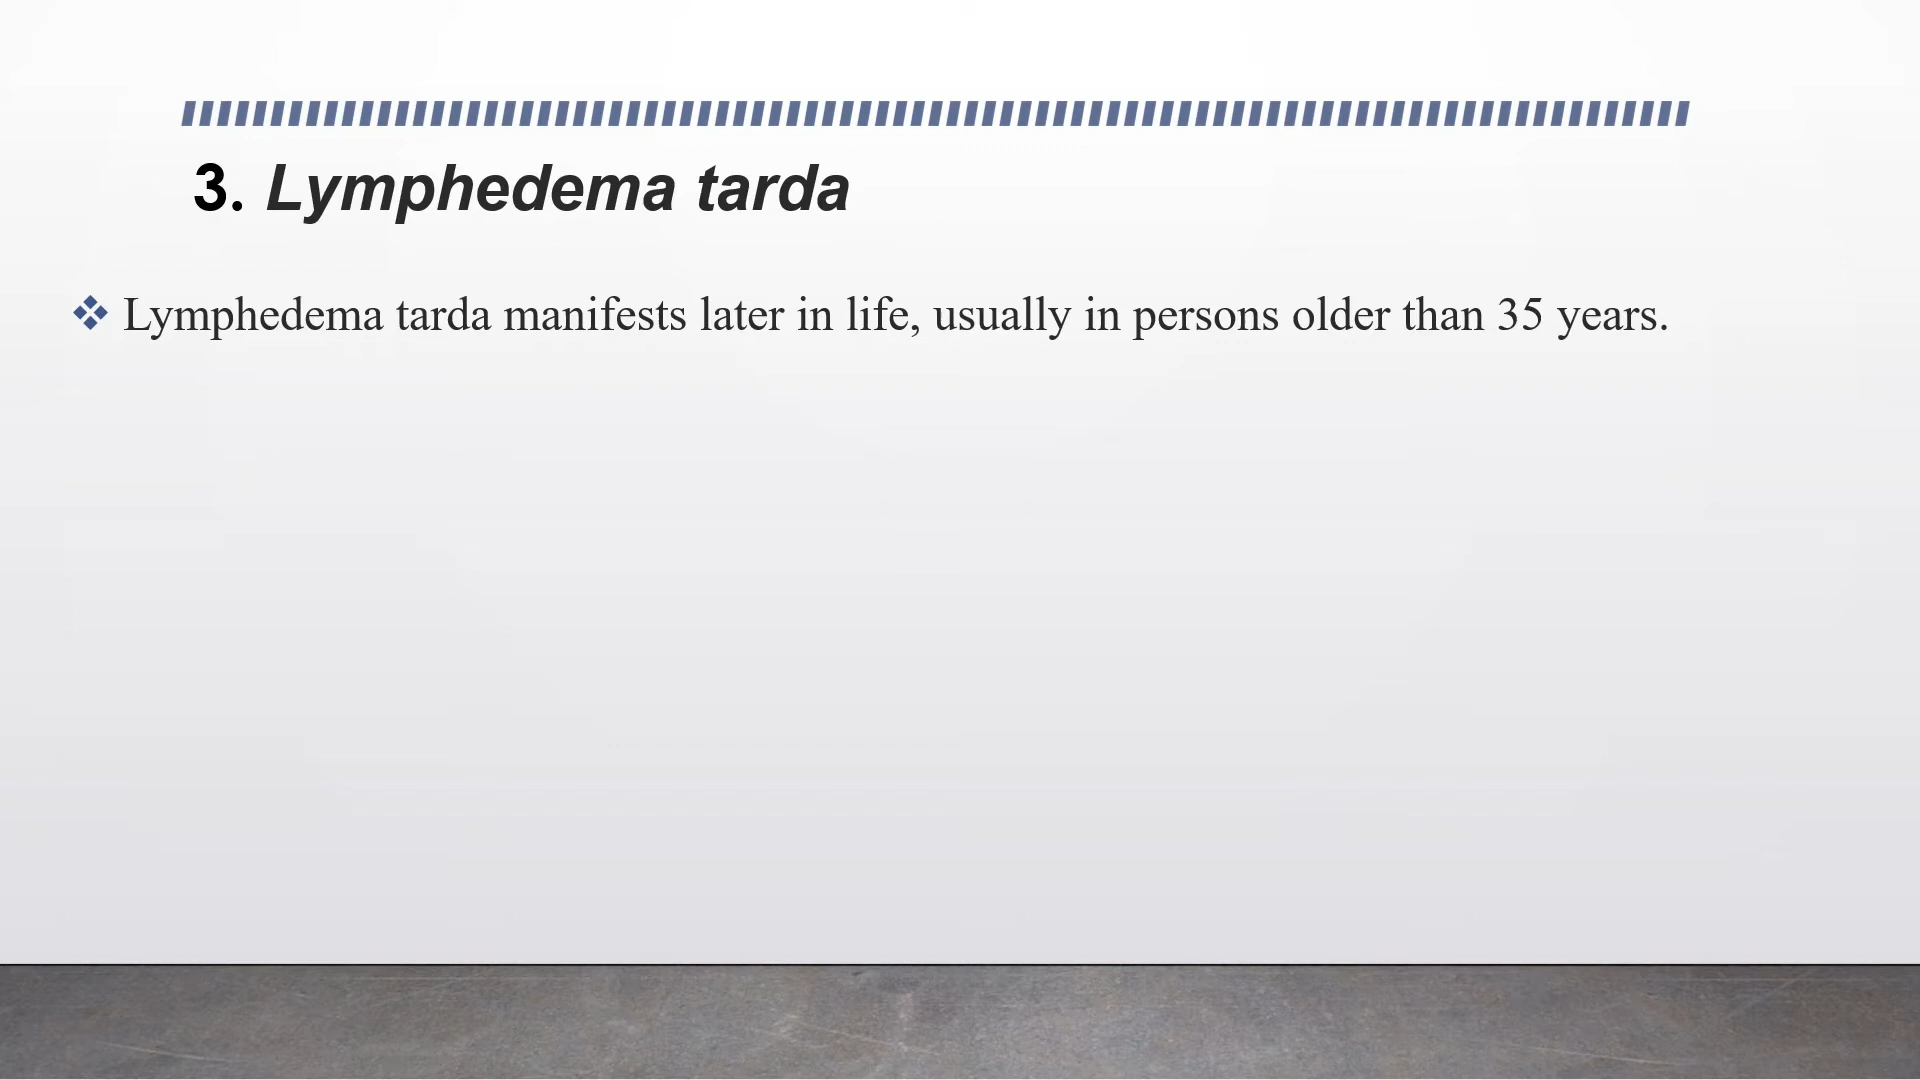 3. Lymphedema tarda
Lymphedema tarda manifests later in life, usually in persons older than 35 years.